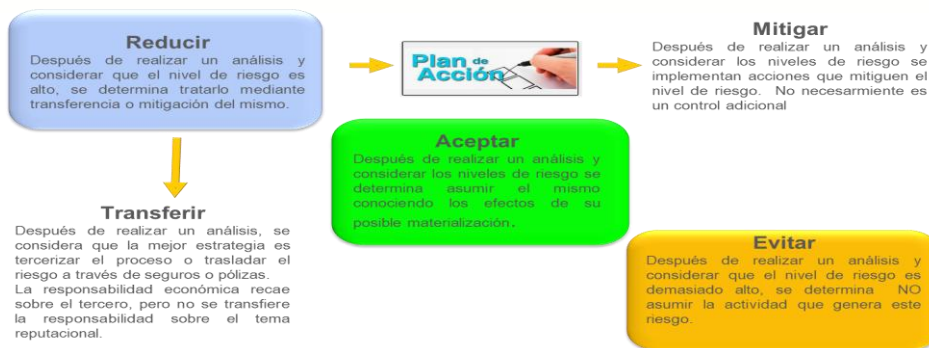 Reducir
Después de realizar un análisis y
considerar que el nivel de riesgo es
alto, se determina tratarlo mediante
transferencia o mitigación del mismo.
Plan de
Acción
Mitigar
Después de realizar un análisis y
considerar los niveles de riesgo se
implementan acciones que mitiguen el
nivel de riesgo. No necesarmiente es
un control adicional
Aceptar
Después de realizar un análisis y
considerar los niveles de riesgo se
determina asumir el mismo
conociendo los efectos de su
posible materialización.
Transferir
Después de realizar un análisis, se
considera que la mejor estrategia es
tercerizar el proceso o trasladar el
riesgo a través de seguros o pólizas.
La responsabilidad económica recae
sobre el tercero, pero no se transfiere
la responsabilidad sobre el tema
reputacional.
Evitar
Después de realizar un análisis y
considerar que el nivel de riesgo es
demasiado alto, se determina NO
asumir la actividad que genera este
riesgo.